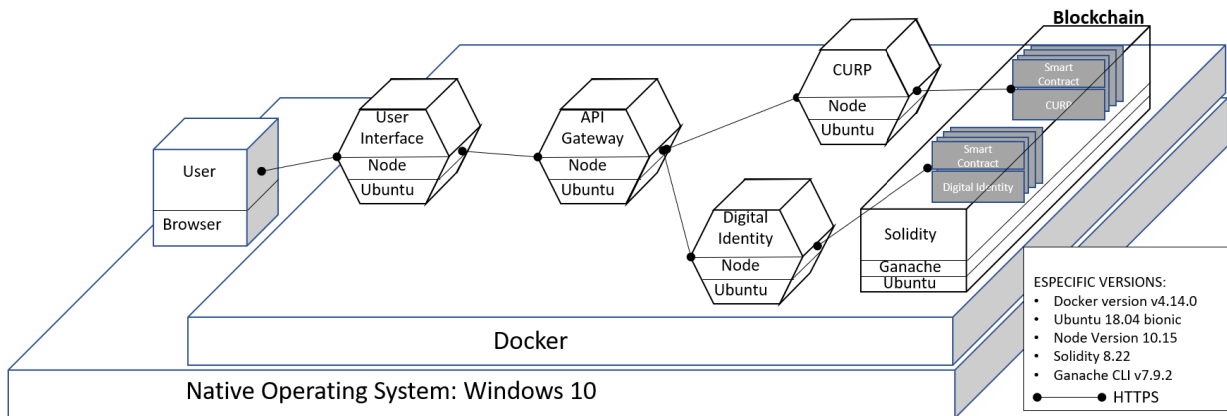 Blockchain
User
Browser
User
Interface
Node
Ubuntu
API
Gateway
Node
Ubuntu
CURP
Node
Ubuntu
Digital
Identity
Node
Ubuntu
Smart
Contract
CURP
Smart
Contract
Digital Identity
Solidity
Ganache
Ubuntu
Docker
Native Operating System: Windows 10
ESPECIFIC VERSIONS:
• Docker version v4.14.0
• Ubuntu 18.04 bionic
• Node Version 10.15
• Solidity 8.22
• Ganache CLI v7.9.2
HTTPS